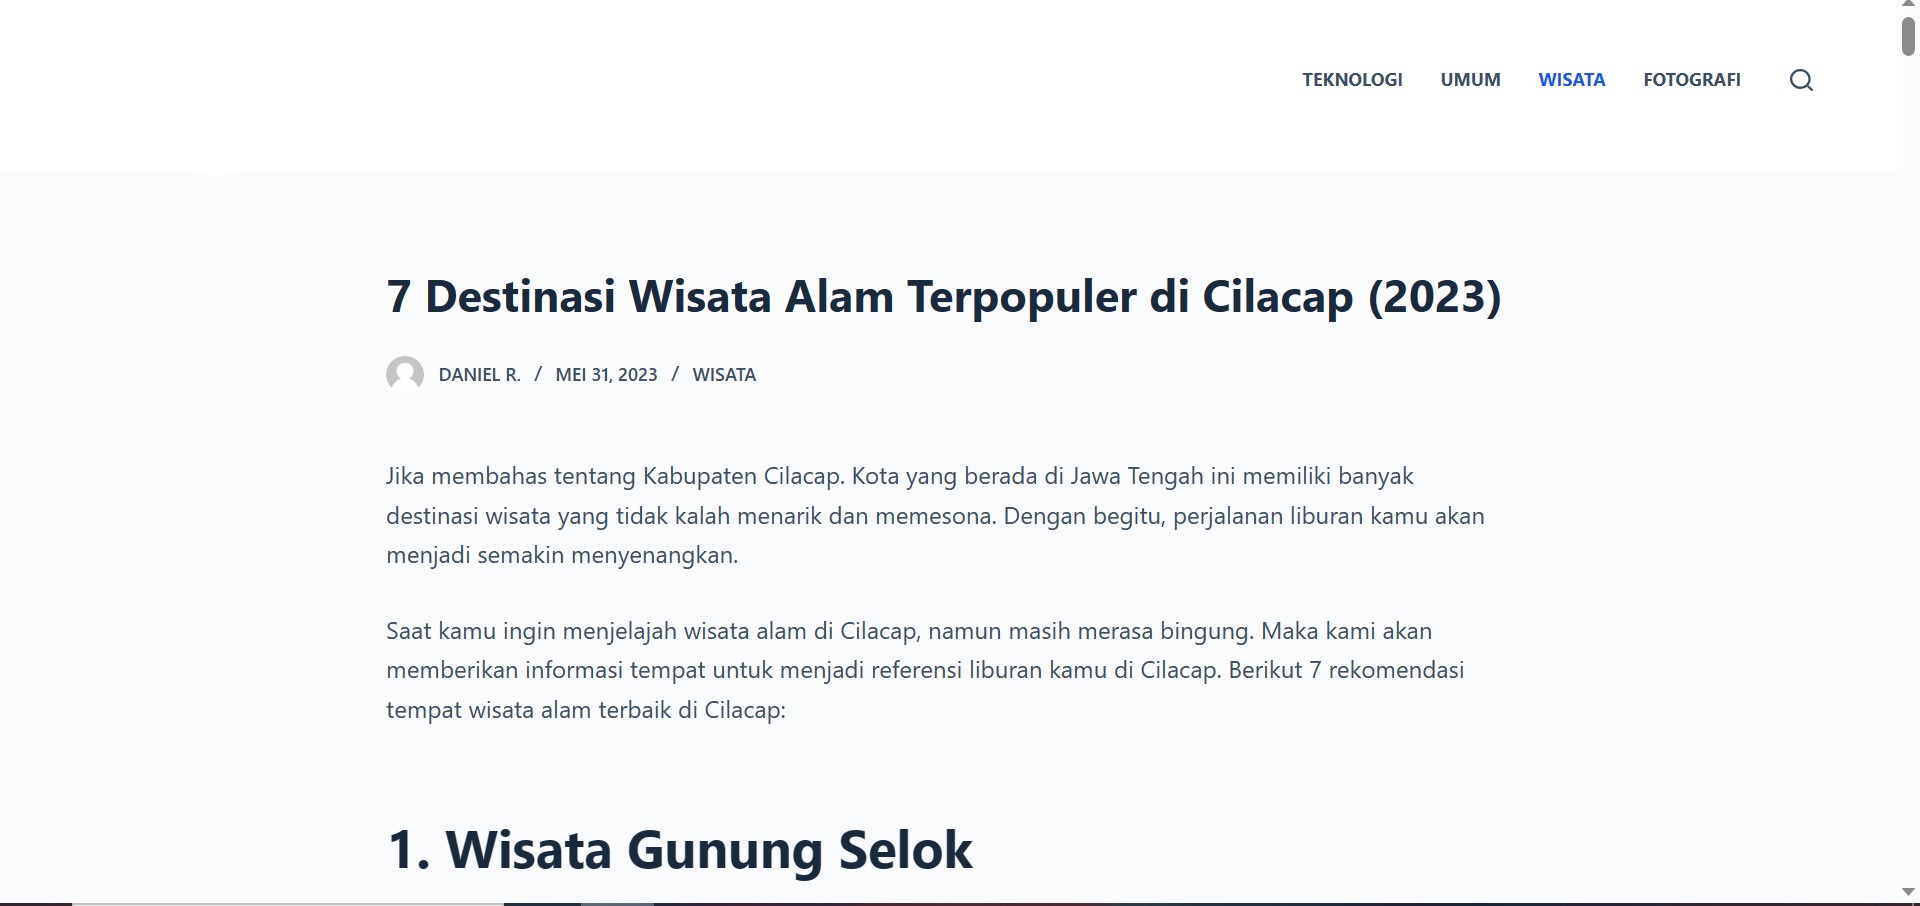 TEKNOLOGI UMUM WISATA FOTOGRAFI
7 Destinasi Wisata Alam Terpopuler di Cilacap (2023)
DANIEL R. / MEI 31, 2023 / WISATA
Jika membahas tentang Kabupaten Cilacap. Kota yang berada di Jawa Tengah ini memiliki banyak
destinasi wisata yang tidak kalah menarik dan memesona. Dengan begitu, perjalanan liburan kamu akan
menjadi semakin menyenangkan.
Saat kamu ingin menjelajah wisata alam di Cilacap, namun masih merasa bingung. Maka kami akan
memberikan informasi tempat untuk menjadi referensi liburan kamu di Cilacap. Berikut 7 rekomendasi
tempat wisata alam terbaik di Cilacap:
1. Wisata Gunung Selok